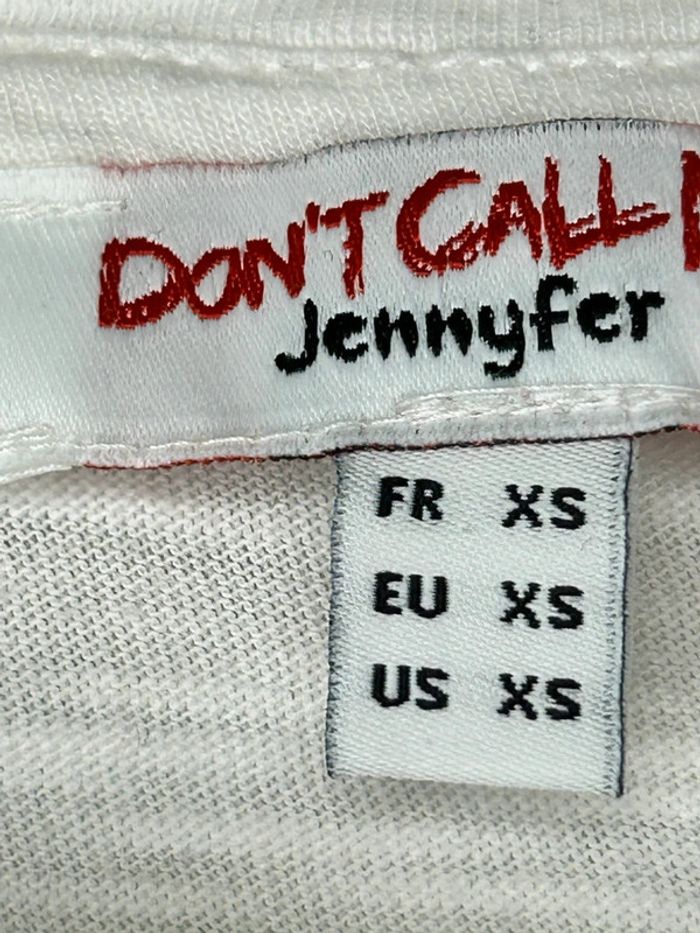 DON'T CALL
Jennyfer
FR XS
EU XS
US XS